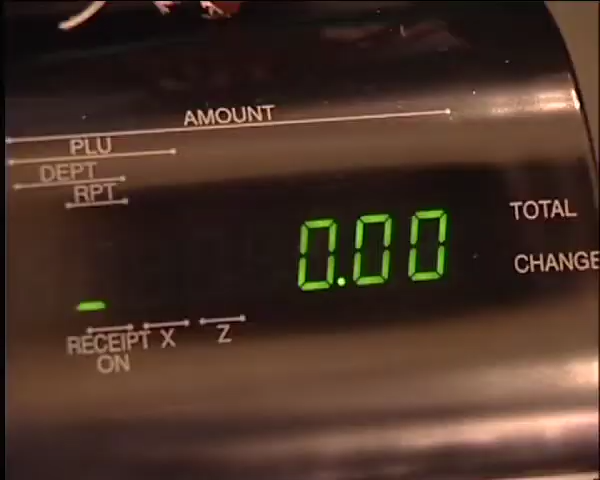 AMOUNT
PLU
DEPT
RPT
0.00
TOTAL
CHANGE
RECEIPT ON
X
Z